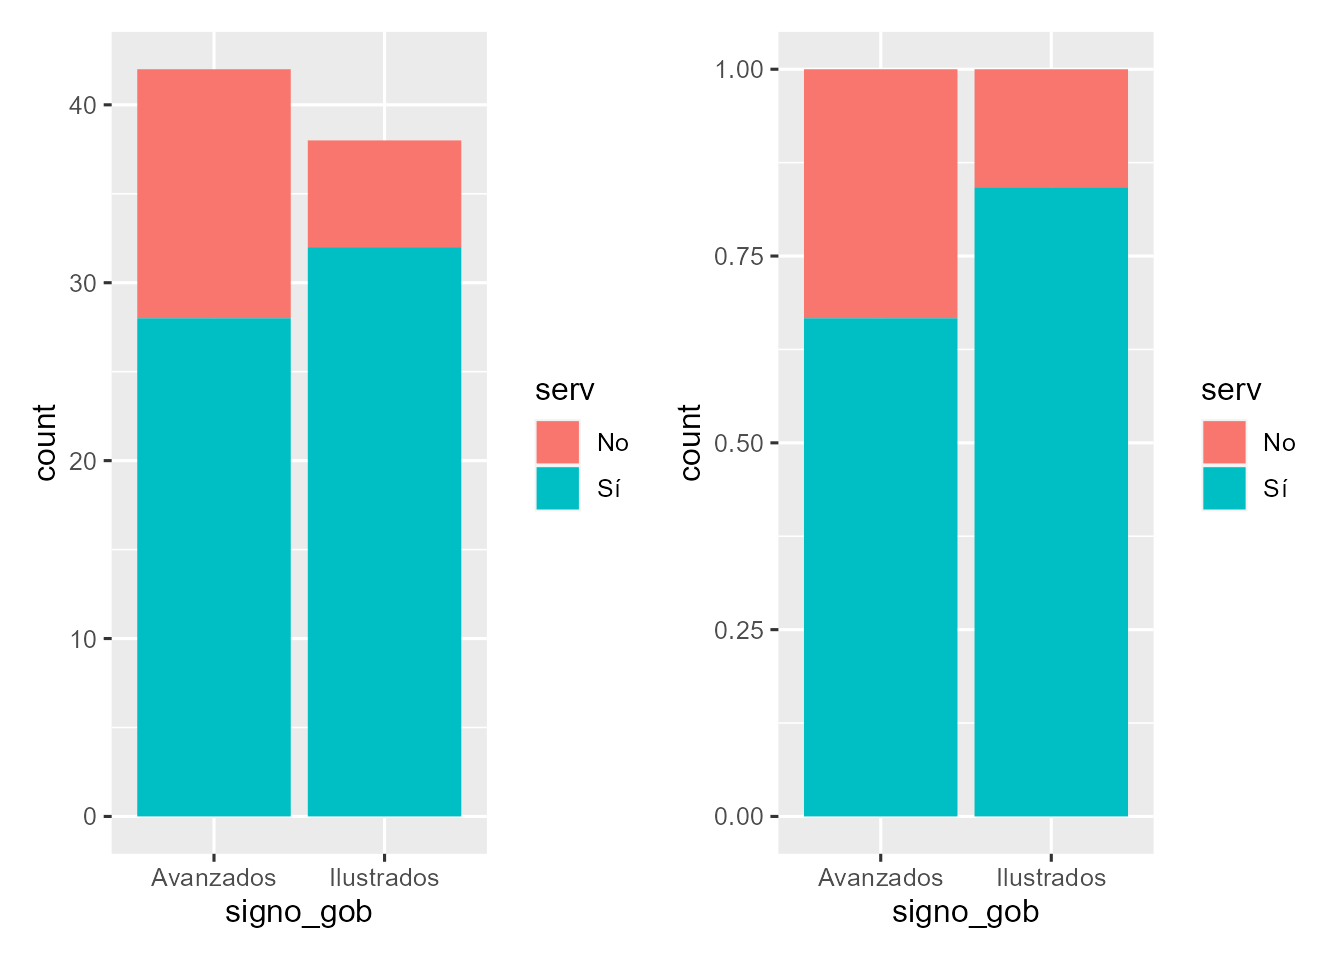 40
30
20
10
0
count
Avanzados Ilustrados
signo_gob
serv
No
Sí
1.00
0.75
0.50
0.25
0.00
count
Avanzados Ilustrados
signo_gob
serv
No
Sí